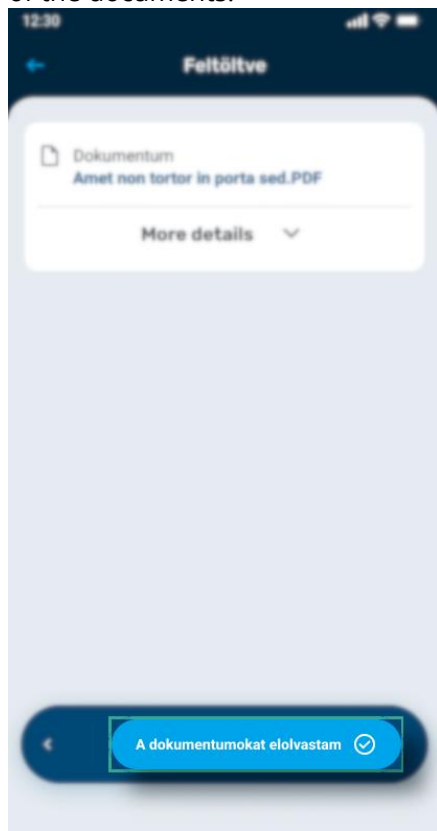 of the documents.
12:30
Feltöltve
Dokumentum
Amet non tortor in porta sed.PDF
More details
A dokumentumokat elolvastam